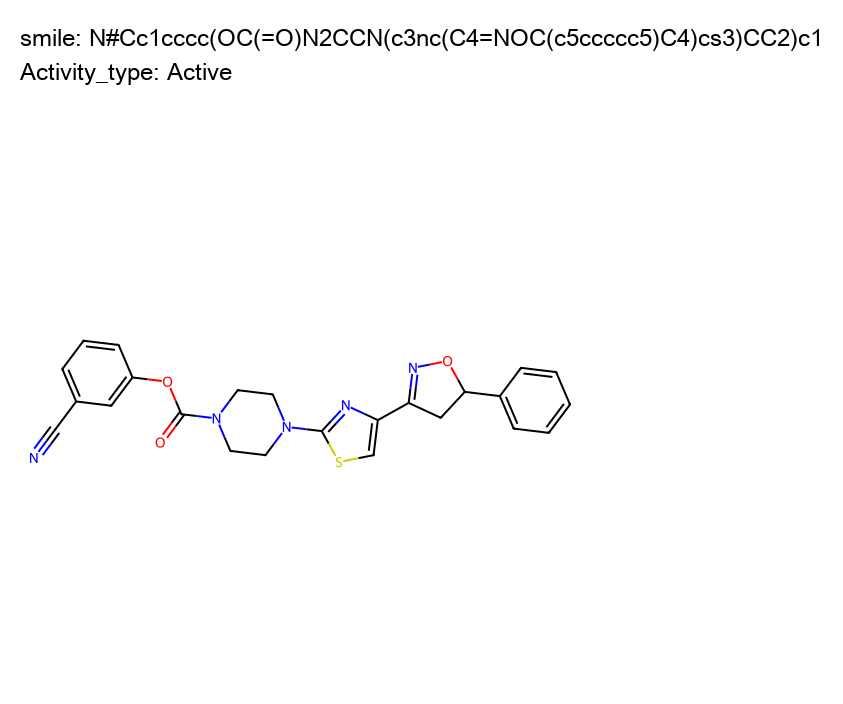 smile: N#Cc1cccc(OC(=O)N2CCN(c3nc(C4=NOC(c5ccccc5)C4)cs3)CC2)c1
Activity_type: Active
N
O
N
O
O
N
N
N
S